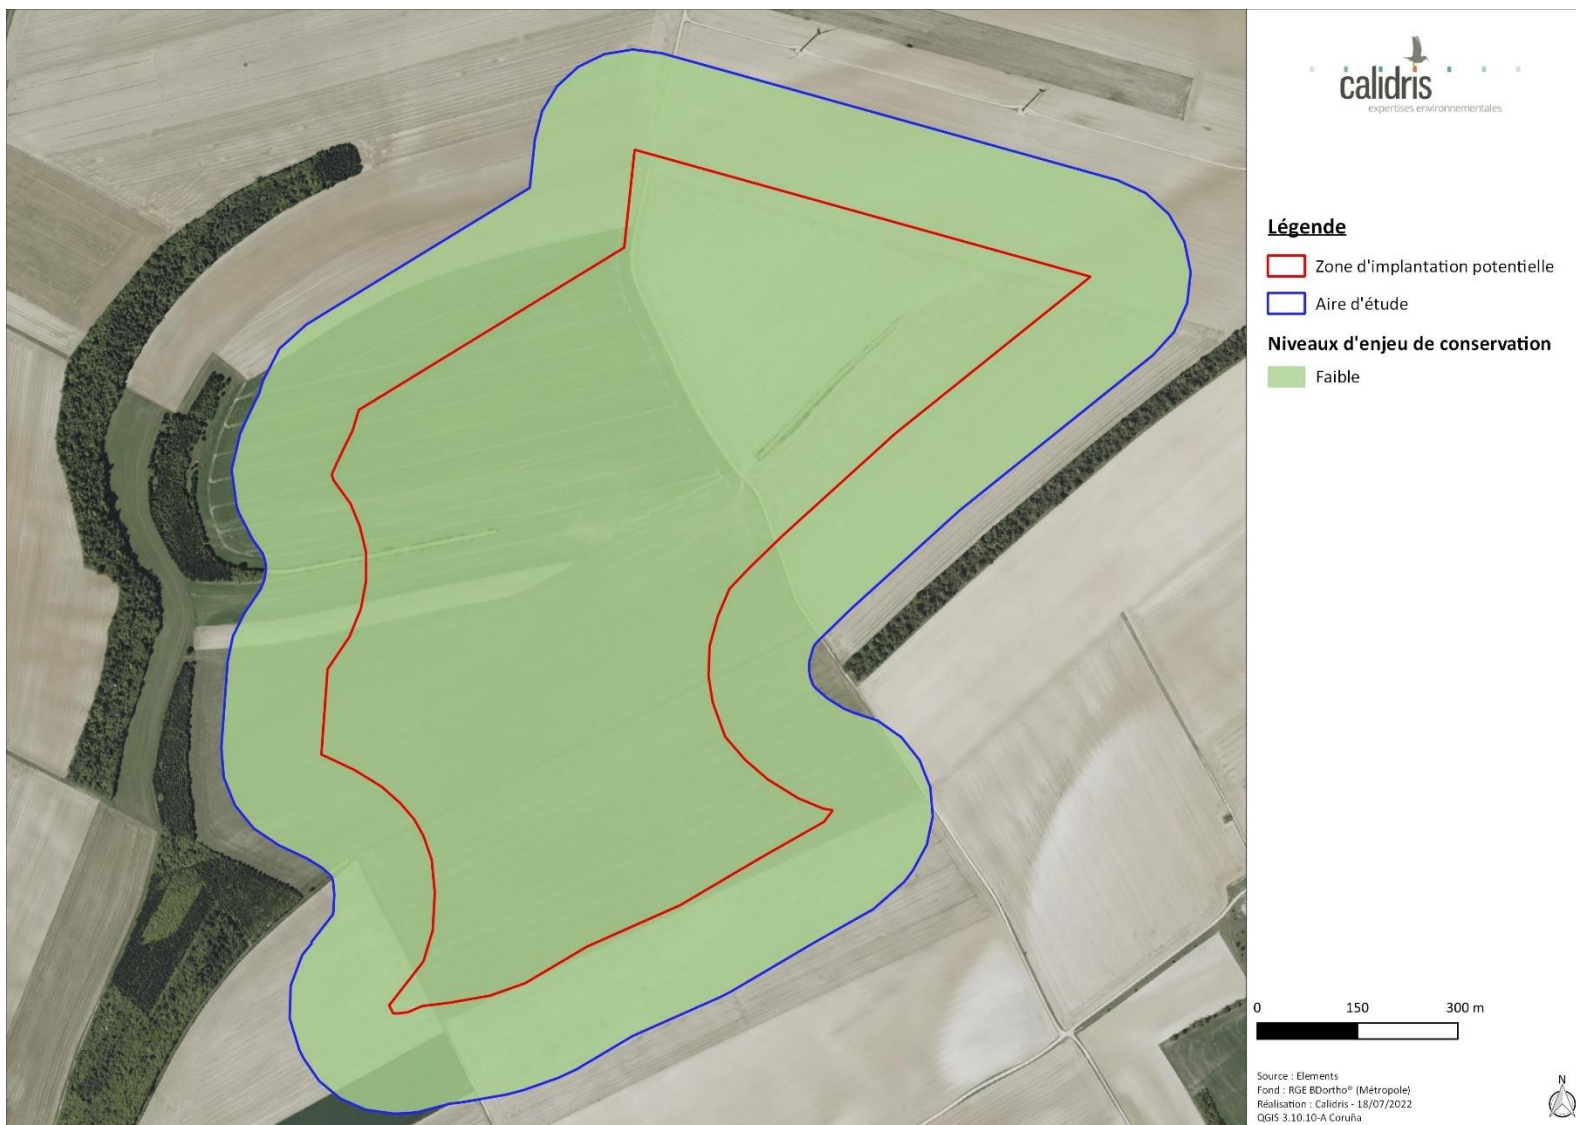 calidris
expertises environnementales
Légende
Zone d'implantation potentielle
Aire d'étude
Niveaux d'enjeu de conservation
Faible
0 150 300 m
Source : Elements
Fond : RGE BDortho® (Métropole)
Réalisation : Calidris - 18/07/2022
QGIS 3.10.10-A Coruña
N